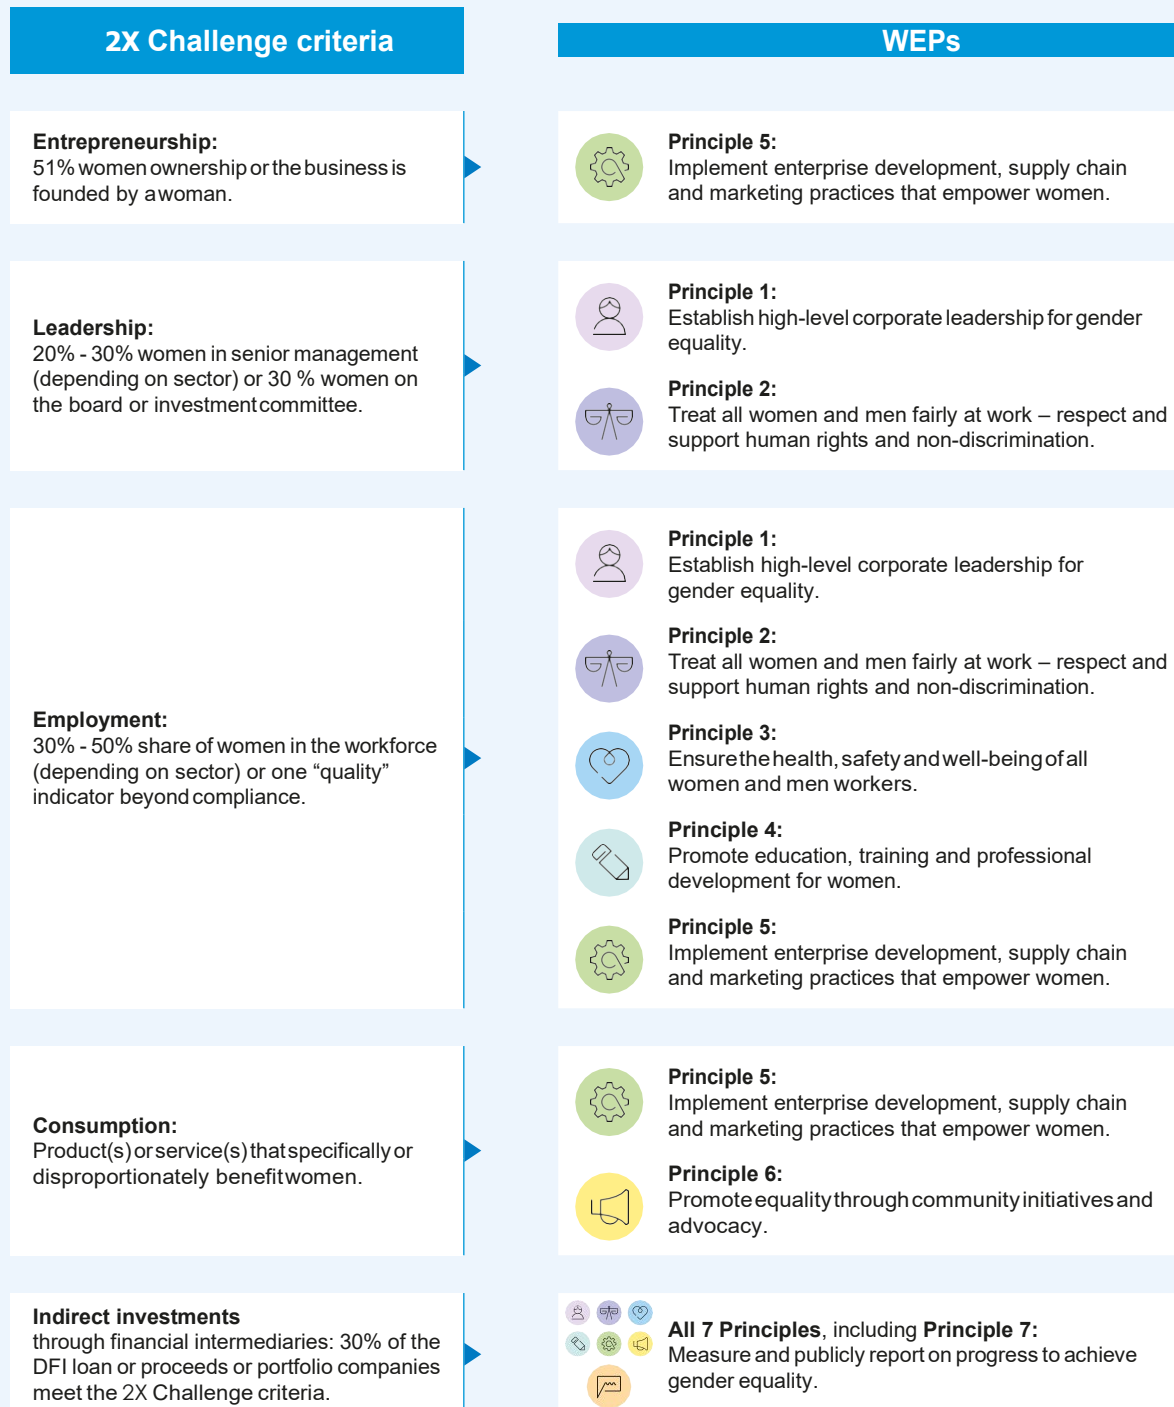 2X Challenge criteria
WEPs
Entrepreneurship:
51% women ownership or the business is
founded by a woman.
Principle 5:
Implement enterprise development, supply chain
and marketing practices that empower women.
Leadership:
20% - 30% women in senior management
(depending on sector) or 30 % women on
the board or investment committee.
Principle 1:
Establish high-level corporate leadership for gender
equality.
Principle 2:
Treat all women and men fairly at work – respect and
support human rights and non-discrimination.
Employment:
30% - 50% share of women in the workforce
(depending on sector) or one “quality”
indicator beyond compliance.
Principle 1:
Establish high-level corporate leadership for
gender equality.
Principle 2:
Treat all women and men fairly at work – respect and
support human rights and non-discrimination.
Principle 3:
Ensure the health, safety and well-being of all
women and men workers.
Principle 4:
Promote education, training and professional
development for women.
Principle 5:
Implement enterprise development, supply chain
and marketing practices that empower women.
Consumption:
Product(s) or service(s) that specifically or
disproportionately benefit women.
Principle 5:
Implement enterprise development, supply chain
and marketing practices that empower women.
Principle 6:
Promote equality through community initiatives and
advocacy.
Indirect investments
through financial intermediaries: 30% of the
DFI loan or proceeds or portfolio companies
meet the 2X Challenge criteria.
All 7 Principles, including Principle 7:
Measure and publicly report on progress to achieve
gender equality.